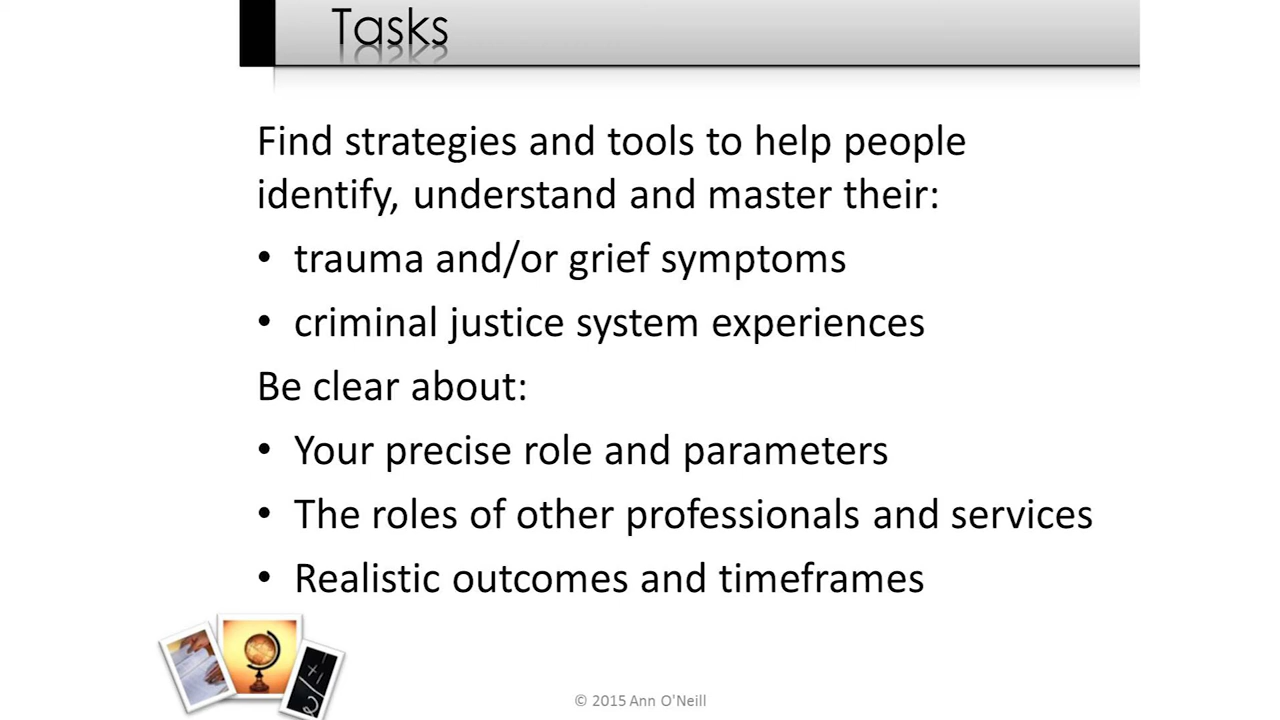 Tasks
Find strategies and tools to help people
identify, understand and master their:
• trauma and/or grief symptoms
• criminal justice system experiences
Be clear about:
• Your precise role and parameters
• The roles of other professionals and services
• Realistic outcomes and timeframes
© 2015 Ann O'Neill